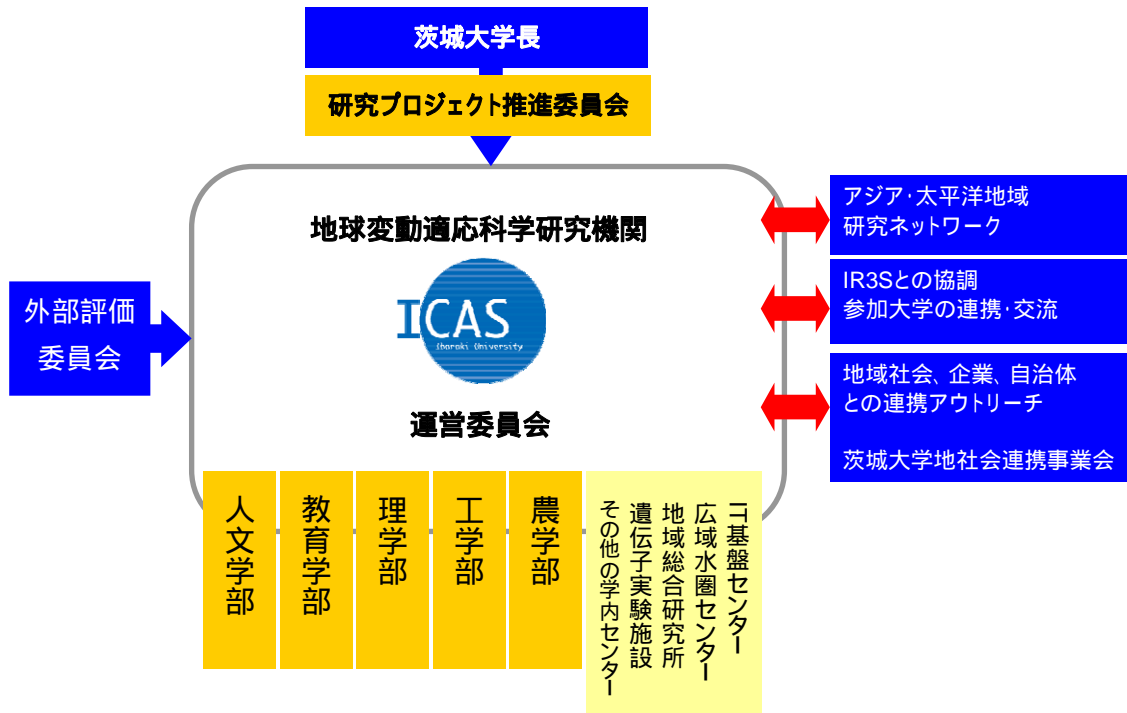 茨城大学長
研究プロジェクト推進委員会
地球変動適応科学研究機関
ICAS
Ibaraki University
運営委員会
外部評価
委員会
アジア・太平洋地域
研究ネットワーク
IR3Sとの協調
参加大学の連携・交流
地域社会、企業、自治体
との連携アウトリーチ
茨城大学地社会連携事業会
人文学部
教育学部
理学部
工学部
農学部
IT基盤センター
広域水圏センター
地域総合研究所
遺伝子実験施設
その他の学内センター